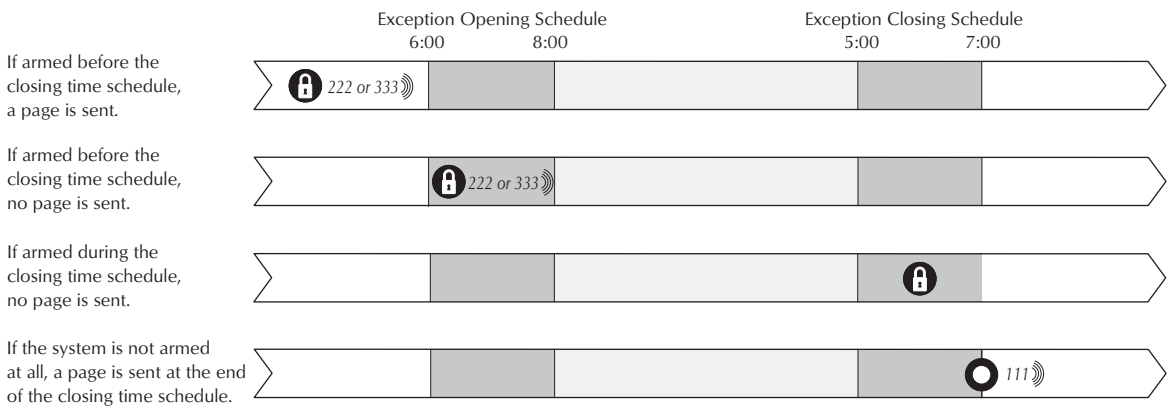 Exception Opening Schedule
Exception Closing Schedule
6:00
8:00
5:00
7:00
If armed before the
closing time schedule,
a page is sent.
222 or 333
If armed before the
closing time schedule,
no page is sent.
222 or 333
If armed during the
closing time schedule,
no page is sent.
If the system is not armed
at all, a page is sent at the end
of the closing time schedule.
111